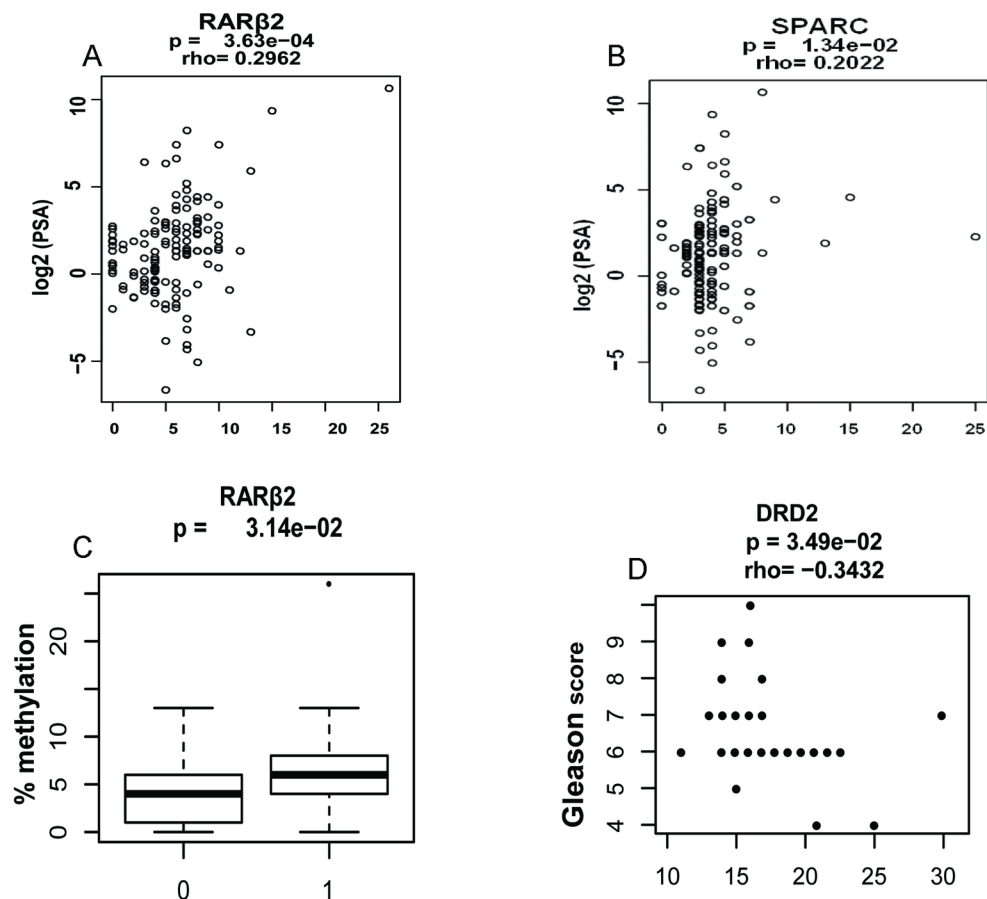 A
RARβ2
p = 3.63e−04
rho= 0.2962
log2 (PSA)
10
5
0
−5
0 5 10 15 20 25
B
SPARC
p = 1.34e−02
rho= 0.2022
log2 (PSA)
10
5
0
−5
0 5 10 15 20 25
C
RARβ2
p = 3.14e−02
% methylation
20
10
5
0
0 1
D
DRD2
p = 3.49e−02
rho= −0.3432
Gleason score
9
8
7
6
5
4
10 15 20 25 30